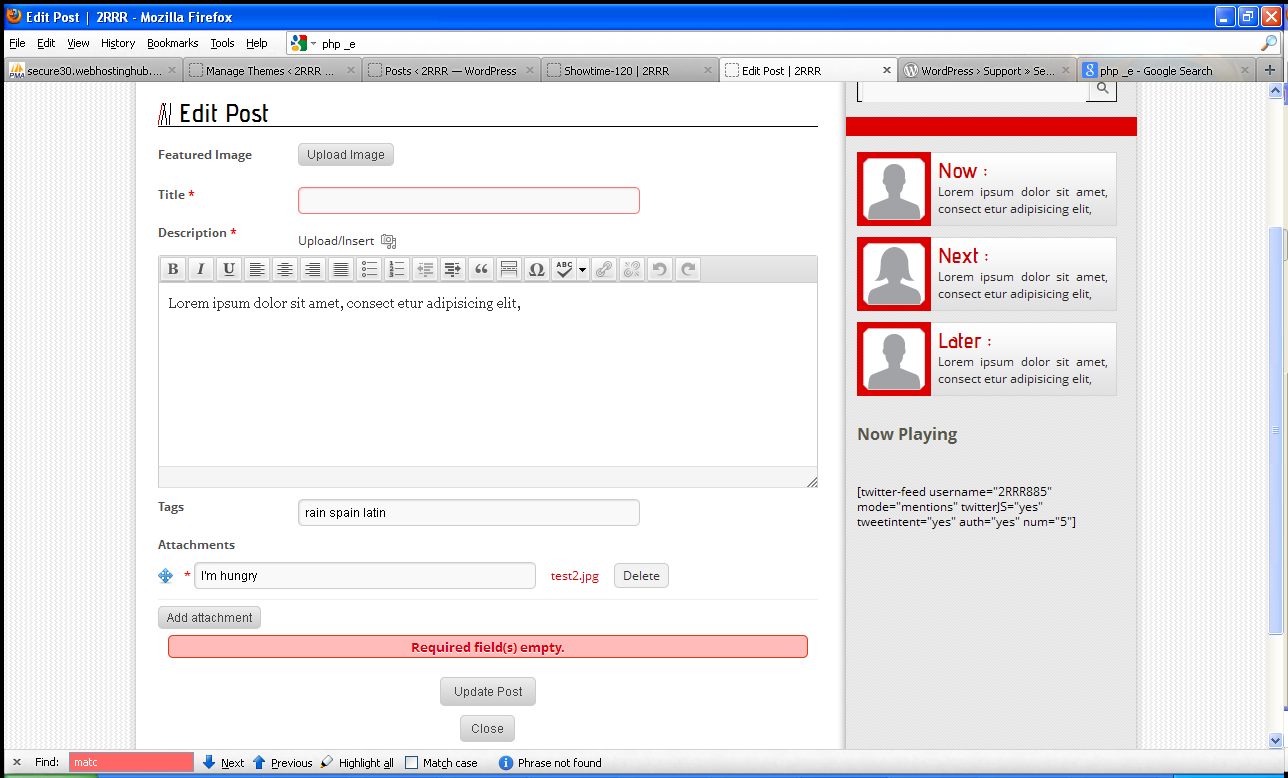 Edit Post | 2RRR - Mozilla Firefox
File Edit View History Bookmarks Tools Help php _e
secure30.webhostinghub.... Manage Themes ‹ 2RRR ... Posts ‹ 2RRR — WordPress Showtime-120 | 2RRR Edit Post | 2RRR WordPress › Support » Se... php _e - Google Search
Edit Post
Featured Image Upload Image
Title *
Description * Upload/Insert
B I U “ Ω ABC
Lorem ipsum dolor sit amet, consect etur adipisicing elit,
Tags rain spain latin
Attachments
* I'm hungry test2.jpg Delete
Add attachment
Required field(s) empty.
Update Post
Close
Now :
Lorem ipsum dolor sit amet,
consect etur adipisicing elit,
Next :
Lorem ipsum dolor sit amet,
consect etur adipisicing elit,
Later :
Lorem ipsum dolor sit amet,
consect etur adipisicing elit,
Now Playing
[twitter-feed username="2RRR885"
mode="mentions" twitterJS="yes"
tweetintent="yes" auth="yes" num="5"]
Find: matc Next Previous Highlight all Match case Phrase not found